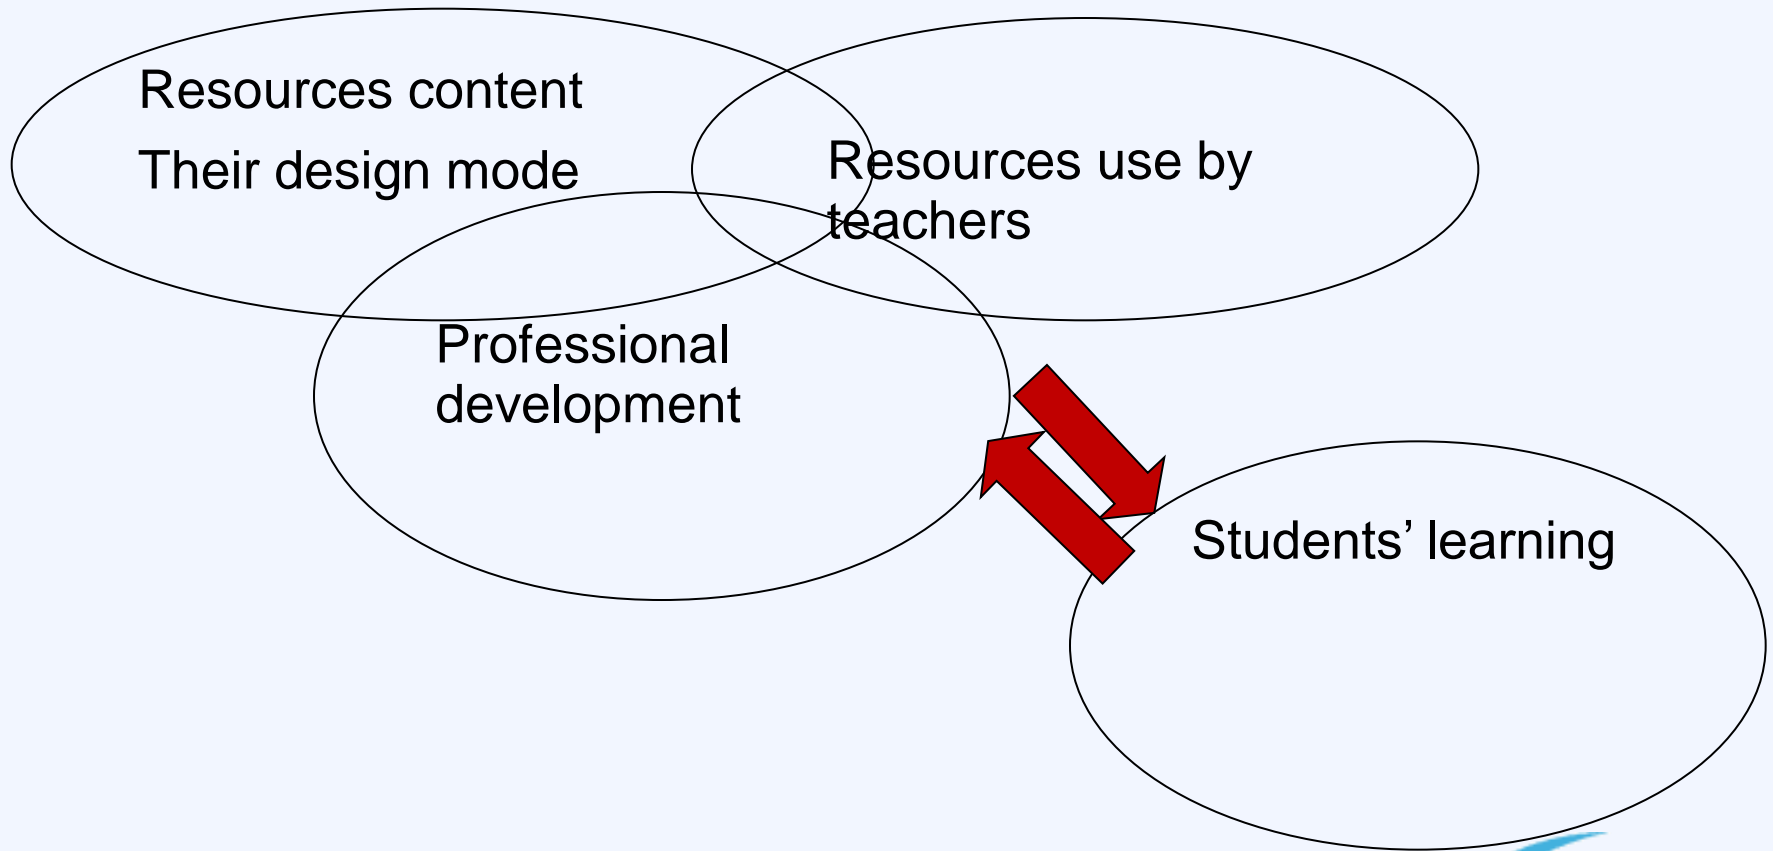 Resources content
Their design mode
Resources use by
teachers
Professional
development
Students’ learning